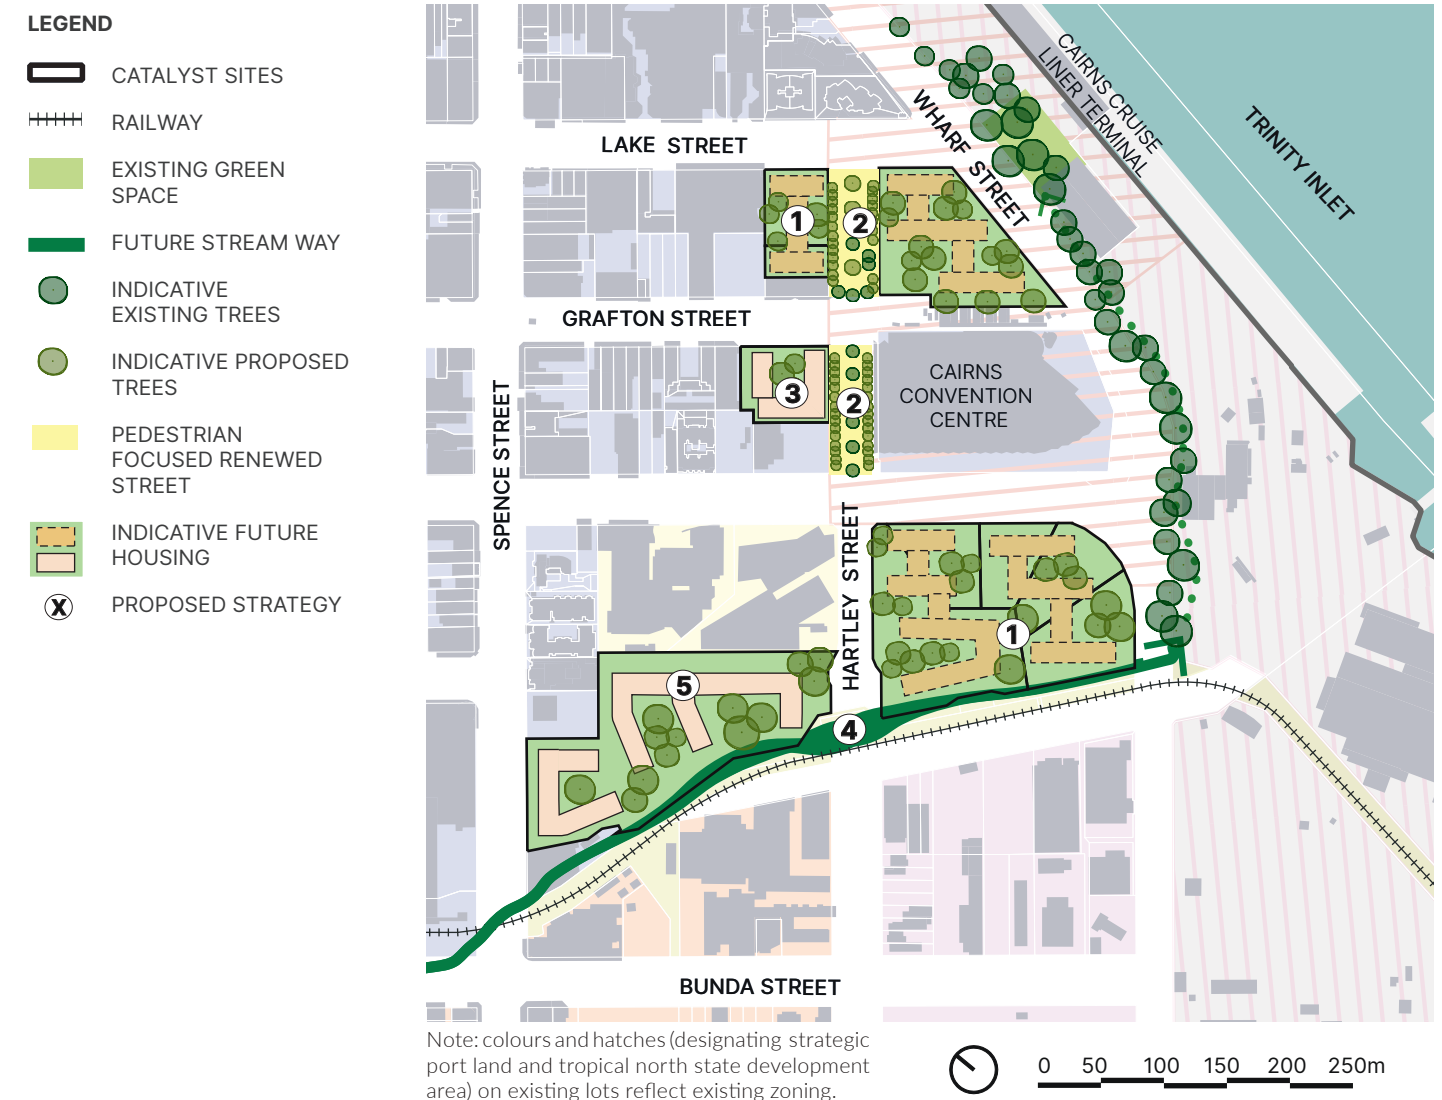 LEGEND
CATALYST SITES
RAILWAY
EXISTING GREEN
SPACE
FUTURE STREAM WAY
INDICATIVE
EXISTING TREES
INDICATIVE PROPOSED
TREES
PEDESTRIAN
FOCUSED RENEWED
STREET
INDICATIVE FUTURE
HOUSING
X
PROPOSED STRATEGY
CAIRNS CRUISE
LINER TERMINAL
TRINITY INLET
WHARF STREET
LAKE STREET
1
2
GRAFTON STREET
3
2
CAIRNS
CONVENTION
CENTRE
SPENCE STREET
HARTLEY STREET
1
5
4
BUNDA STREET
Note: colours and hatches (designating strategic
port land and tropical north state development
area) on existing lots reflect existing zoning.
0 50 100 150 200 250m